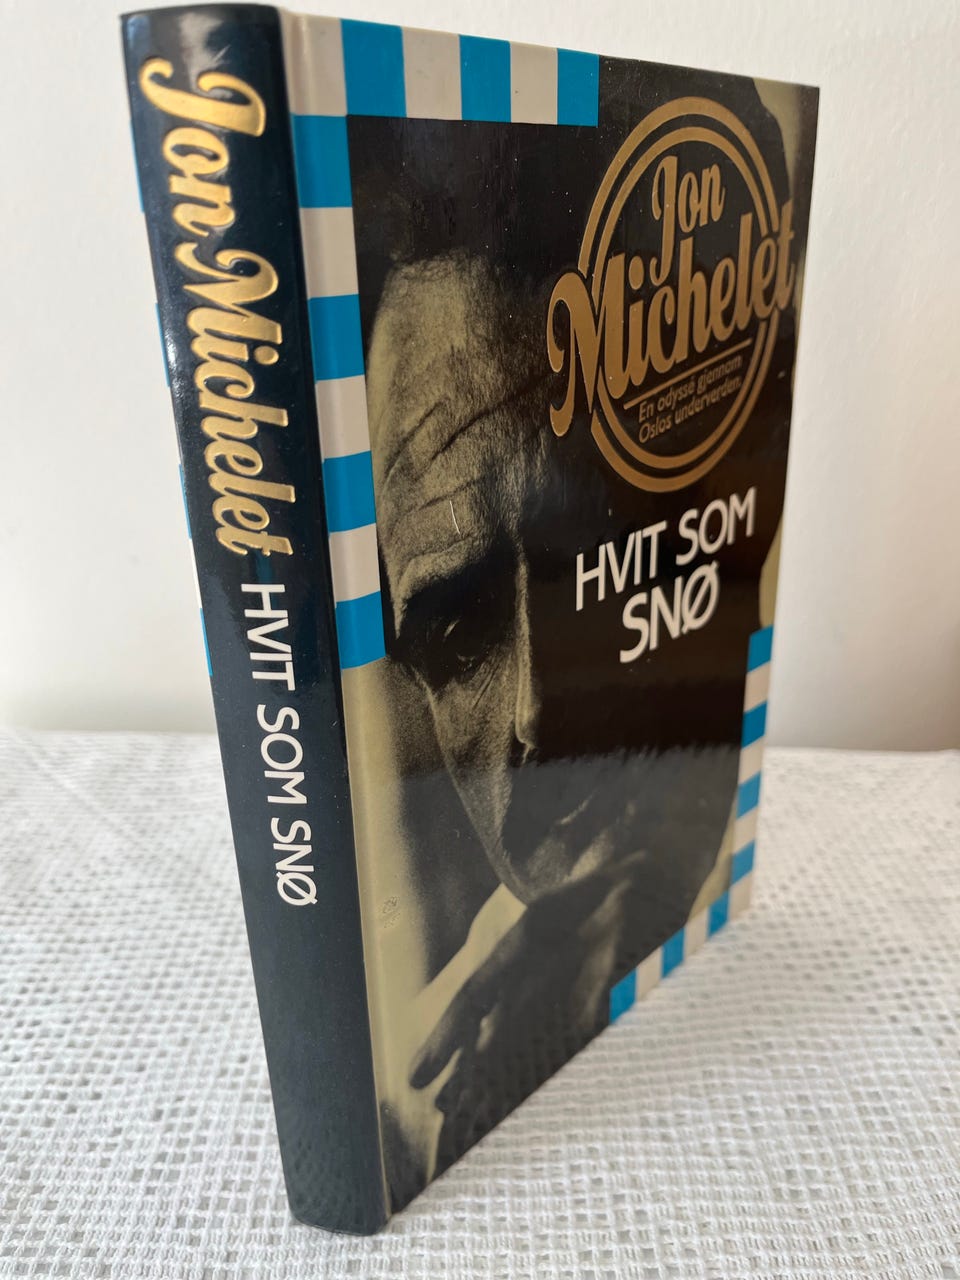 Jon Michelet HVIT SOM SNØ
Jon
Michelet
En odyssé gjennom
Oslos underverden.
HVIT SOM
SNØ